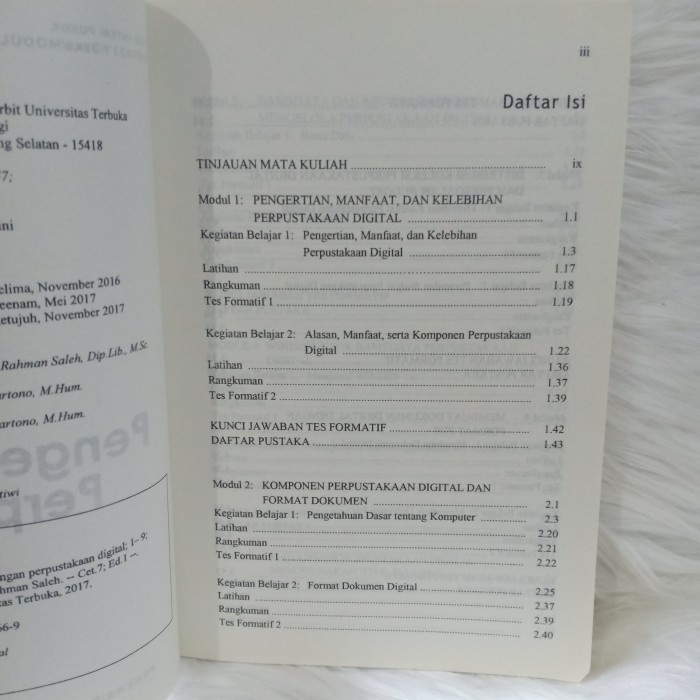 rbit Universitas Terbuka
gi
ng Selatan - 15418
7;
ni
elima, November 2016
eenam, Mei 2017
etujuh, November 2017
Rahman Saleh, Dip.Lib., M.Sc
artono, M.Hum.
artono, M.Hum.
tiwi
ngan perpustakaan digital; 1-9;
hman Saleh. -- Cet.7; Ed.1 --.
as Terbuka, 2017.
66-9
al
iii
Daftar Isi
TINJAUAN MATA KULIAH ix
Modul 1: PENGERTIAN, MANFAAT, DAN KELEBIHAN
PERPUSTAKAAN DIGITAL 1.1
Kegiatan Belajar 1: Pengertian, Manfaat, dan Kelebihan
Perpustakaan Digital 1.3
Latihan 1.17
Rangkuman 1.18
Tes Formatif 1 1.19
Kegiatan Belajar 2: Alasan, Manfaat, serta Komponen Perpustakaan
Digital 1.22
Latihan 1.36
Rangkuman 1.37
Tes Formatif 2 1.39
KUNCI JAWABAN TES FORMATIF 1.42
DAFTAR PUSTAKA 1.43
Modul 2: KOMPONEN PERPUSTAKAAN DIGITAL DAN
FORMAT DOKUMEN 2.1
Kegiatan Belajar 1: Pengetahuan Dasar tentang Komputer 2.3
Latihan 2.20
Rangkuman 2.21
Tes Formatif 1 2.22
Kegiatan Belajar 2: Format Dokumen Digital 2.25
Latihan 2.37
Rangkuman 2.39
Tes Formatif 2 2.40